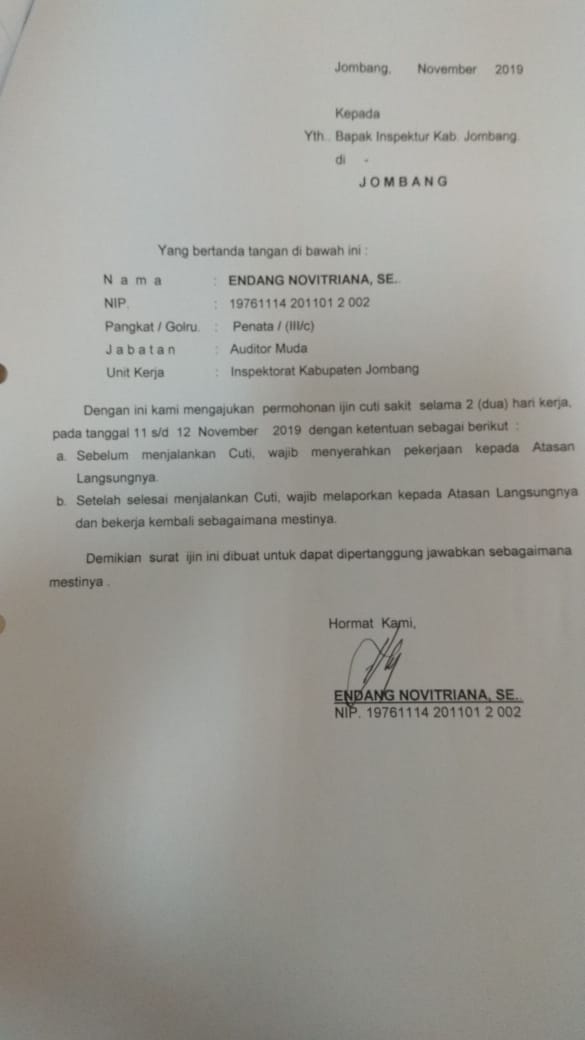 Jombang, November 2019
Kepada
Yth.. Bapak Inspektur Kab. Jombang.
di -
J O M B A N G
Yang bertanda tangan di bawah ini :
N a m a : ENDANG NOVITRIANA, SE..
NIP. : 19761114 201101 2 002
Pangkat / Golru. : Penata / (III/c)
J a b a t a n : Auditor Muda
Unit Kerja : Inspektorat Kabupaten Jombang
Dengan ini kami mengajukan permohonan ijin cuti sakit selama 2 (dua) hari kerja,
pada tanggal 11 s/d 12 November 2019 dengan ketentuan sebagai berikut :
a. Sebelum menjalankan Cuti, wajib menyerahkan pekerjaan kepada Atasan
Langsungnya.
b. Setelah selesai menjalankan Cuti, wajib melaporkan kepada Atasan Langsungnya
dan bekerja kembali sebagaimana mestinya.
Demikian surat ijin ini dibuat untuk dapat dipertanggung jawabkan sebagaimana
mestinya .
Hormat Kami,
ENDANG NOVITRIANA, SE..
NIP. 19761114 201101 2 002